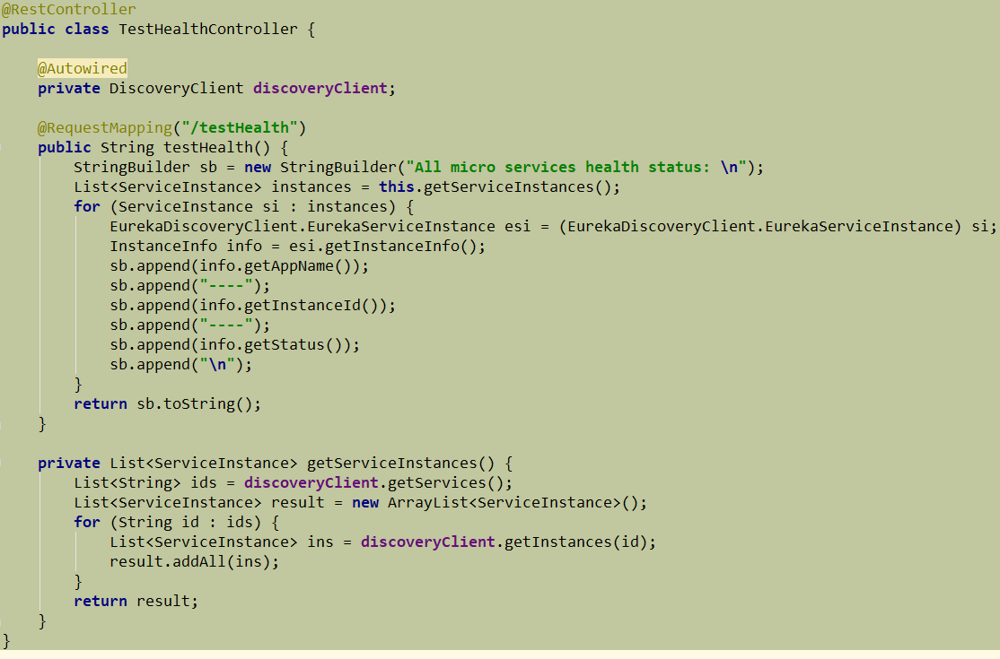 @RestController
public class TestHealthController {
@Autowired
private DiscoveryClient discoveryClient;
@RequestMapping("/testHealth")
public String testHealth() {
StringBuilder sb = new StringBuilder("All micro services health status: \n");
List<ServiceInstance> instances = this.getServiceInstances();
for (ServiceInstance si : instances) {
EurekaDiscoveryClient.EurekaServiceInstance esi = (EurekaDiscoveryClient.EurekaServiceInstance) si;
InstanceInfo info = esi.getInstanceInfo();
sb.append(info.getAppName());
sb.append("----");
sb.append(info.getInstanceId());
sb.append("----");
sb.append(info.getStatus());
sb.append("\n");
}
return sb.toString();
}
private List<ServiceInstance> getServiceInstances() {
List<String> ids = discoveryClient.getServices();
List<ServiceInstance> result = new ArrayList<ServiceInstance>();
for (String id : ids) {
List<ServiceInstance> ins = discoveryClient.getInstances(id);
result.addAll(ins);
}
return result;
}
}